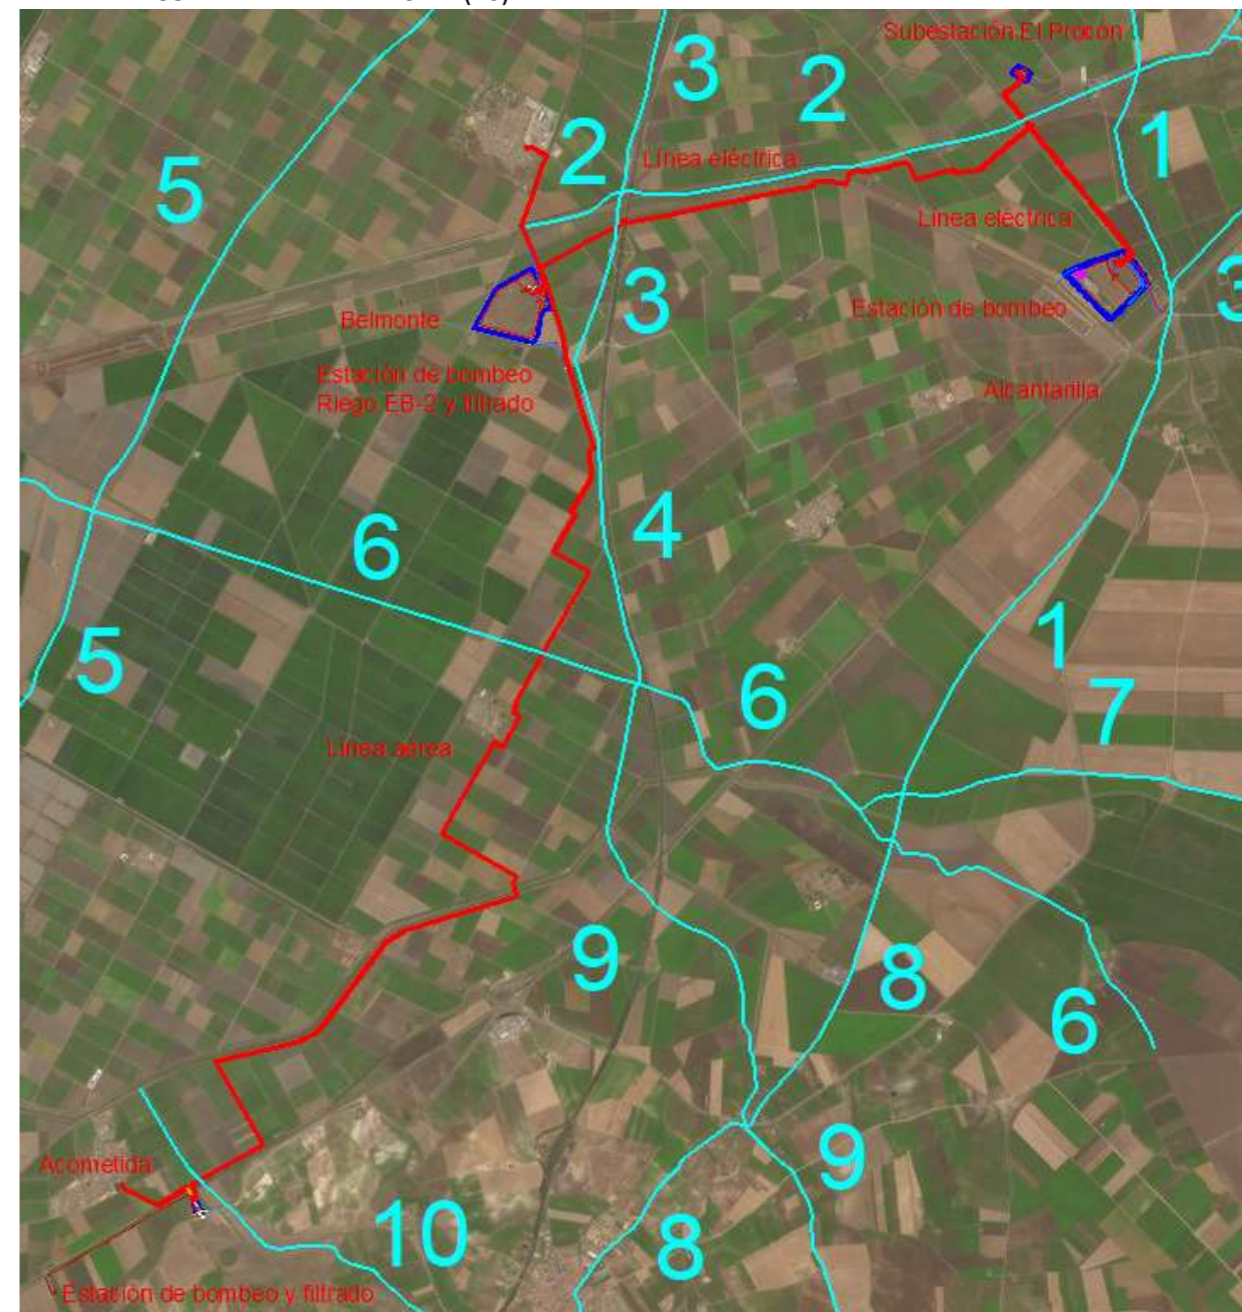 Subestación El Procón
3
2
2
1
Línea eléctrica
5
Línea eléctrica
3
3
Estación de bombeo
Belmonte
Estación de bombeo
Riego EB-2 y filtrado
Alcantarilla
4
6
1
5
6
7
Línea aérea
9
8
6
Acometida
9
10
8
Estación de bombeo y filtrado